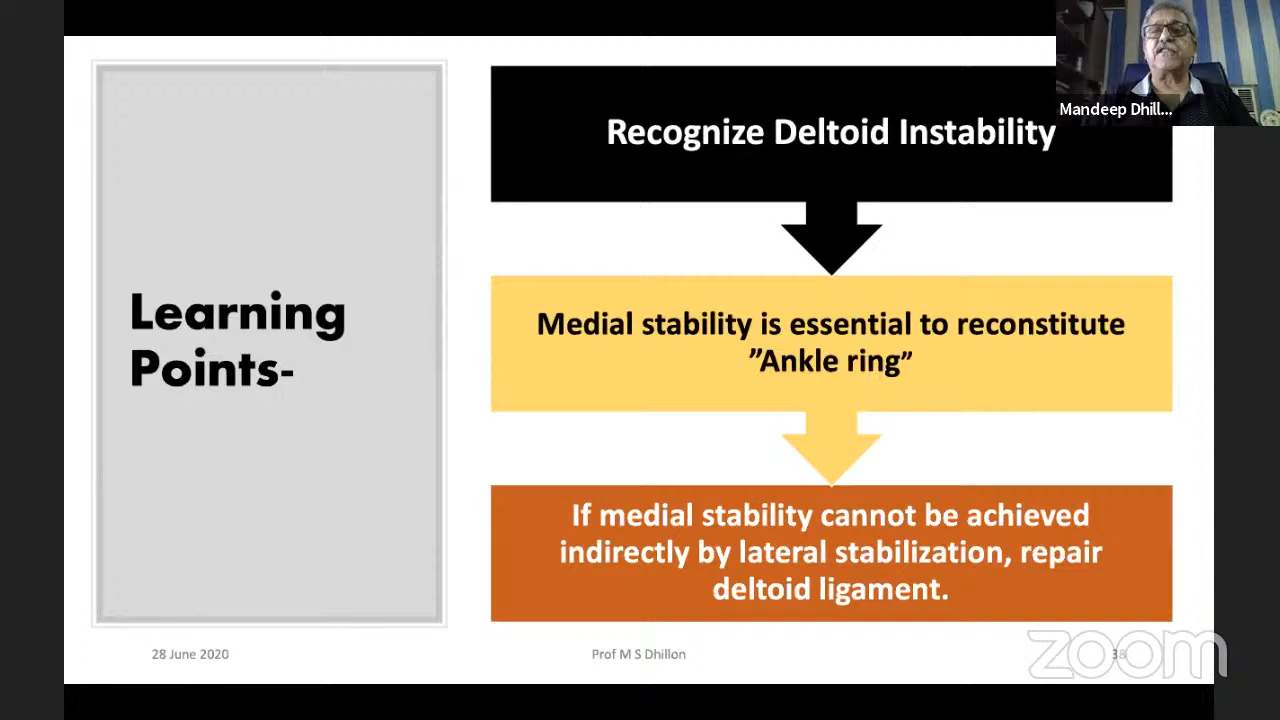 Mandeep Dhill...
Recognize Deltoid Instability
Learning
Points-
Medial stability is essential to reconstitute
”Ankle ring”
If medial stability cannot be achieved
indirectly by lateral stabilization, repair
deltoid ligament.
28 June 2020
Prof M S Dhillon
38
zoom